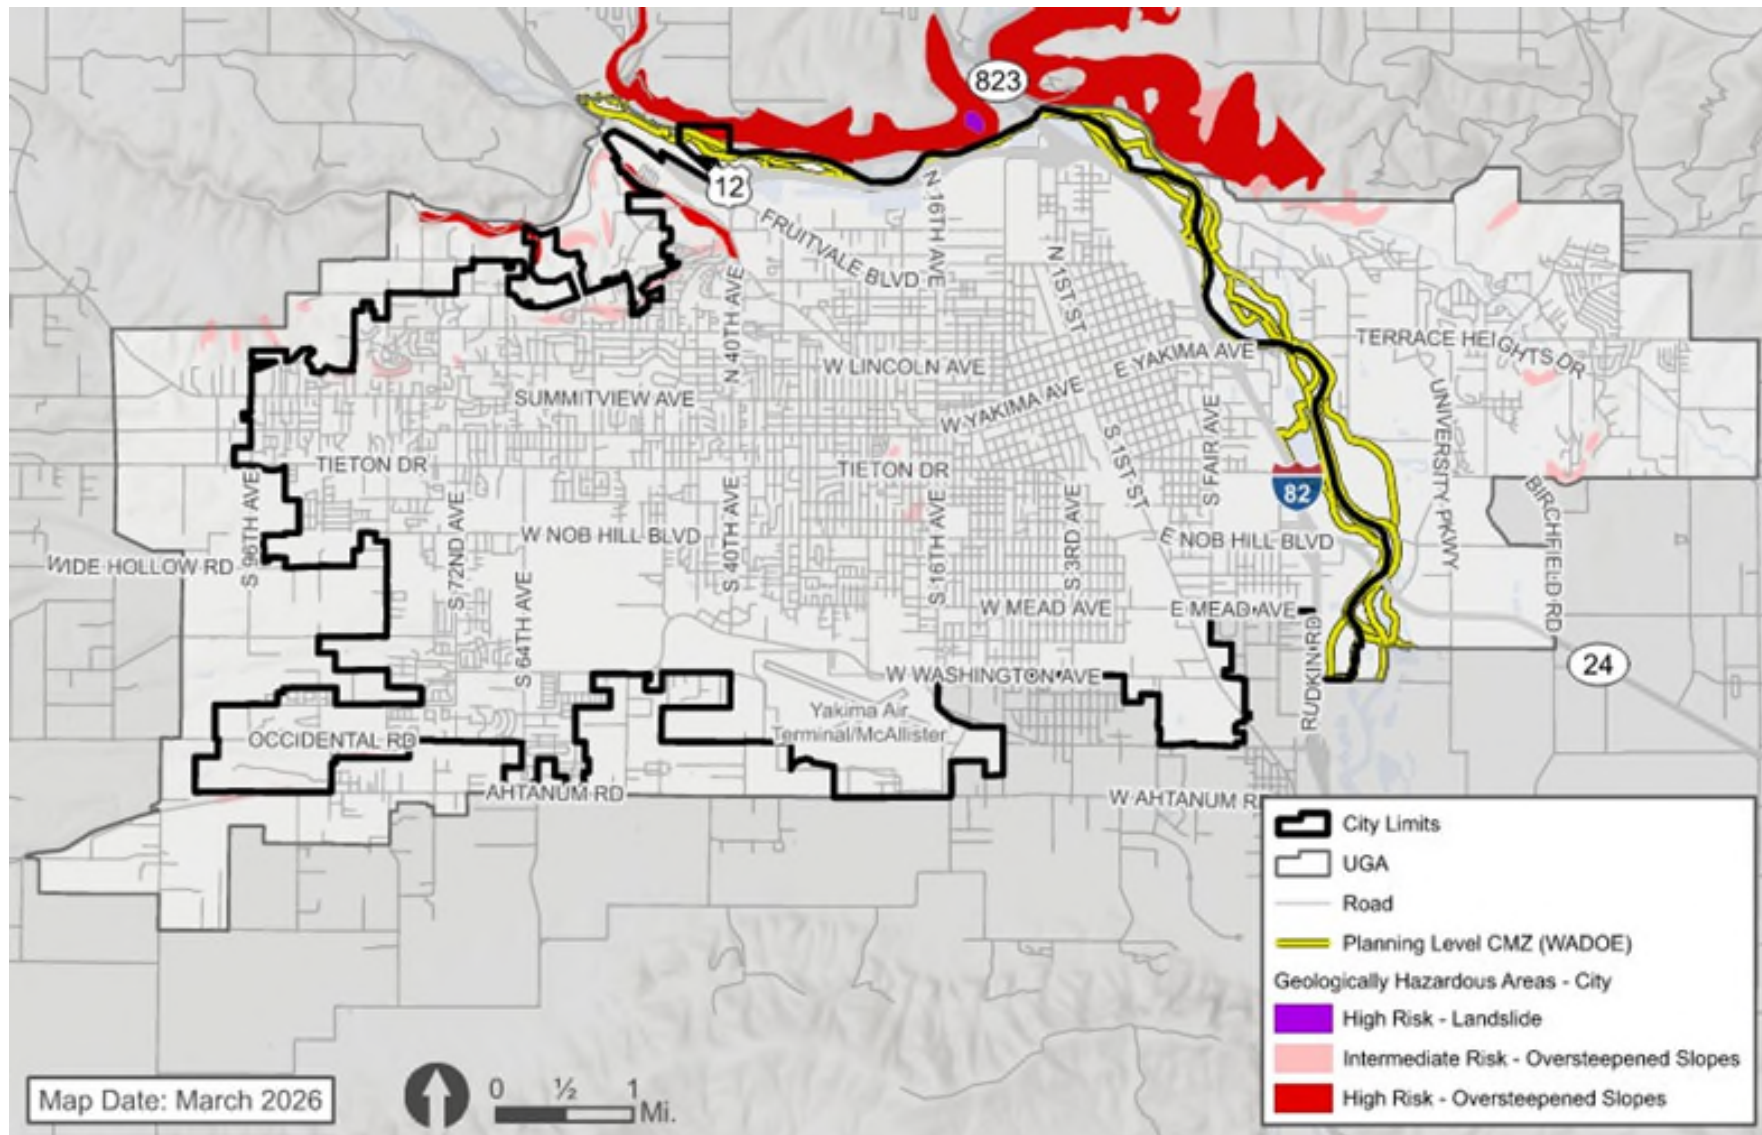 823
12
FRUITVALE BLVD
N 16TH AVE
N 1ST ST
N 40TH AVE
W LINCOLN AVE
E YAKIMA AVE
TERRACE HEIGHTS DR
SUMMITVIEW AVE
W YAKIMA AVE
S FAIR AVE
UNIVERSITY PKWY
TIETON DR
TIETON DR
S 1ST ST
82
BIRCHFIELD RD
S 96TH AVE
S 72ND AVE
W NOB HILL BLVD
S 40TH AVE
S 16TH AVE
S 3RD AVE
E NOB HILL BLVD
WIDE HOLLOW RD
S 64TH AVE
W MEAD AVE
E MEAD AVE
RUDKIN RD
24
W WASHINGTON AVE
Yakima Air
Terminal/McAllister
OCCIDENTAL RD
AHTANUM RD
W AHTANUM R
City Limits
UGA
Road
Planning Level CMZ (WADOE)
Geologically Hazardous Areas - City
High Risk - Landslide
Intermediate Risk - Oversteepened Slopes
High Risk - Oversteepened Slopes
Map Date: March 2026
0 ½ 1
Mi.